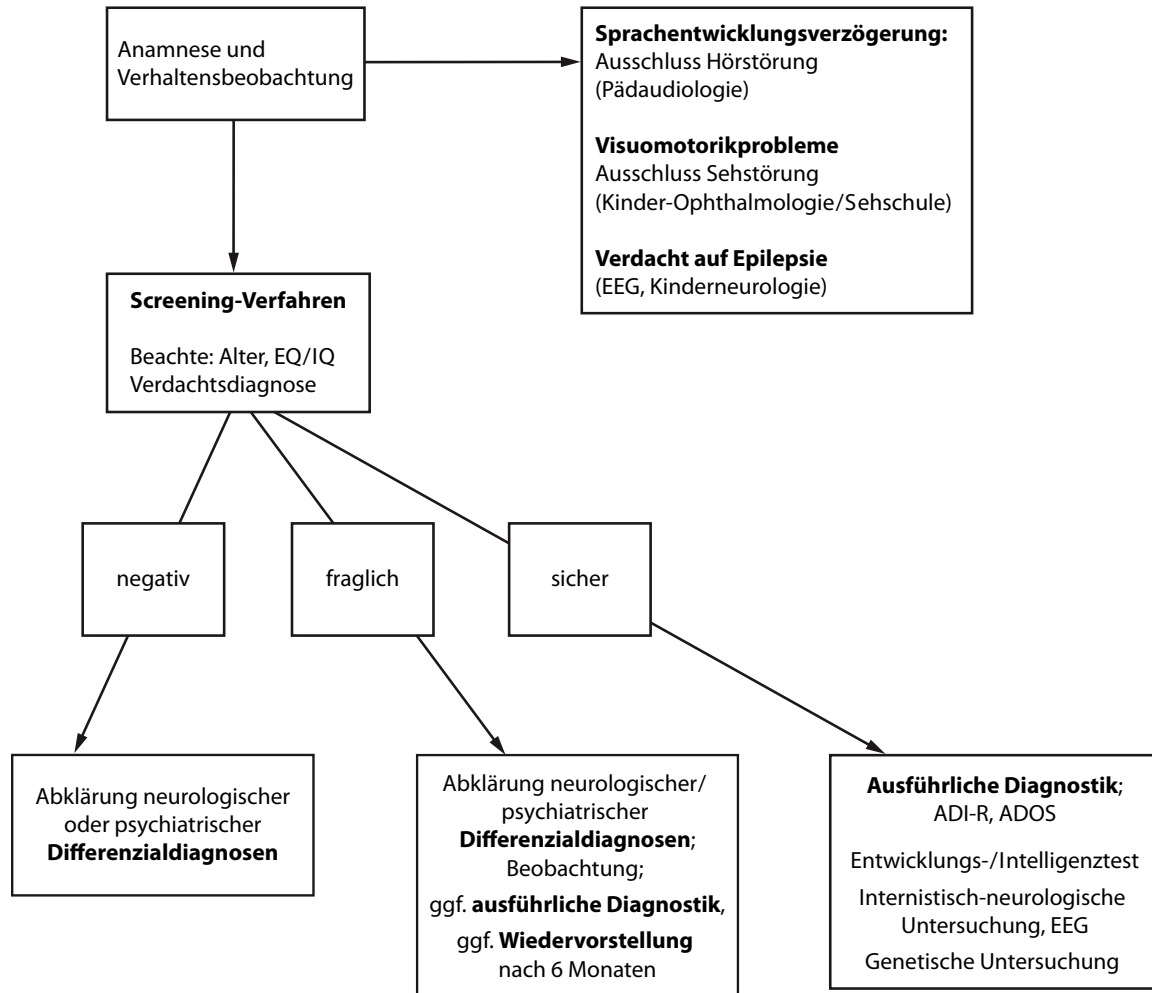 Anamnese und
Verhaltensbeobachtung
Sprachentwicklungsverzögerung:
Ausschluss Hörstörung
(Pädaudiologie)
Visuomotorikprobleme
Ausschluss Sehstörung
(Kinder-Ophthalmologie/Sehschule)
Verdacht auf Epilepsie
(EEG, Kinderneurologie)
Screening-Verfahren
Beachte: Alter, EQ/IQ
Verdachtsdiagnose
negativ
fraglich
sicher
Abklärung neurologischer
oder psychiatrischer
Differenzialdiagnosen
Abklärung neurologischer/
psychiatrischer
Differenzialdiagnosen;
Beobachtung;
ggf. ausführliche Diagnostik,
ggf. Wiedervorstellung
nach 6 Monaten
Ausführliche Diagnostik;
ADI-R, ADOS
Entwicklungs-/Intelligenztest
Internistisch-neurologische
Untersuchung, EEG
Genetische Untersuchung